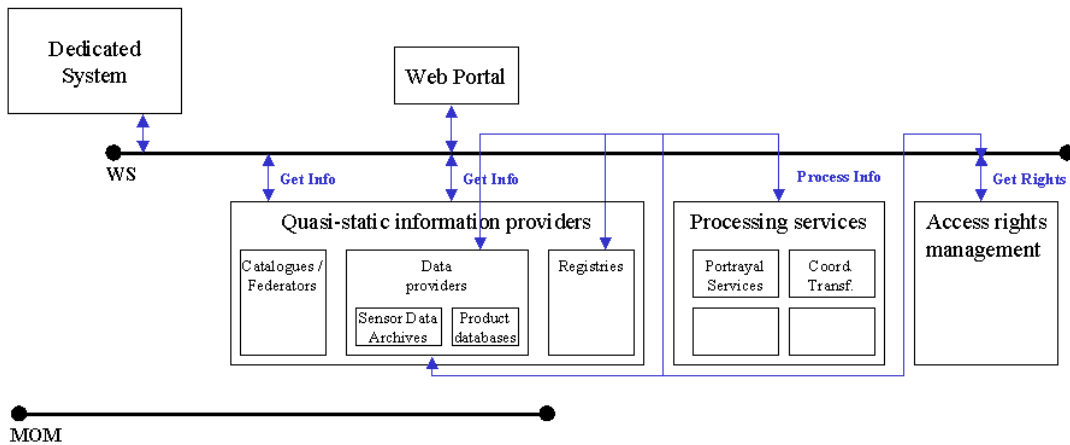 Dedicated
System
Web Portal
WS
Get Info
Get Info
Process Info
Get Rights
Quasi-static information providers
Catalogues /
Federators
Data
providers
Sensor Data
Archives
Product
databases
Registries
Processing services
Portrayal
Services
Coord.
Transf.
Access rights
management
MOM